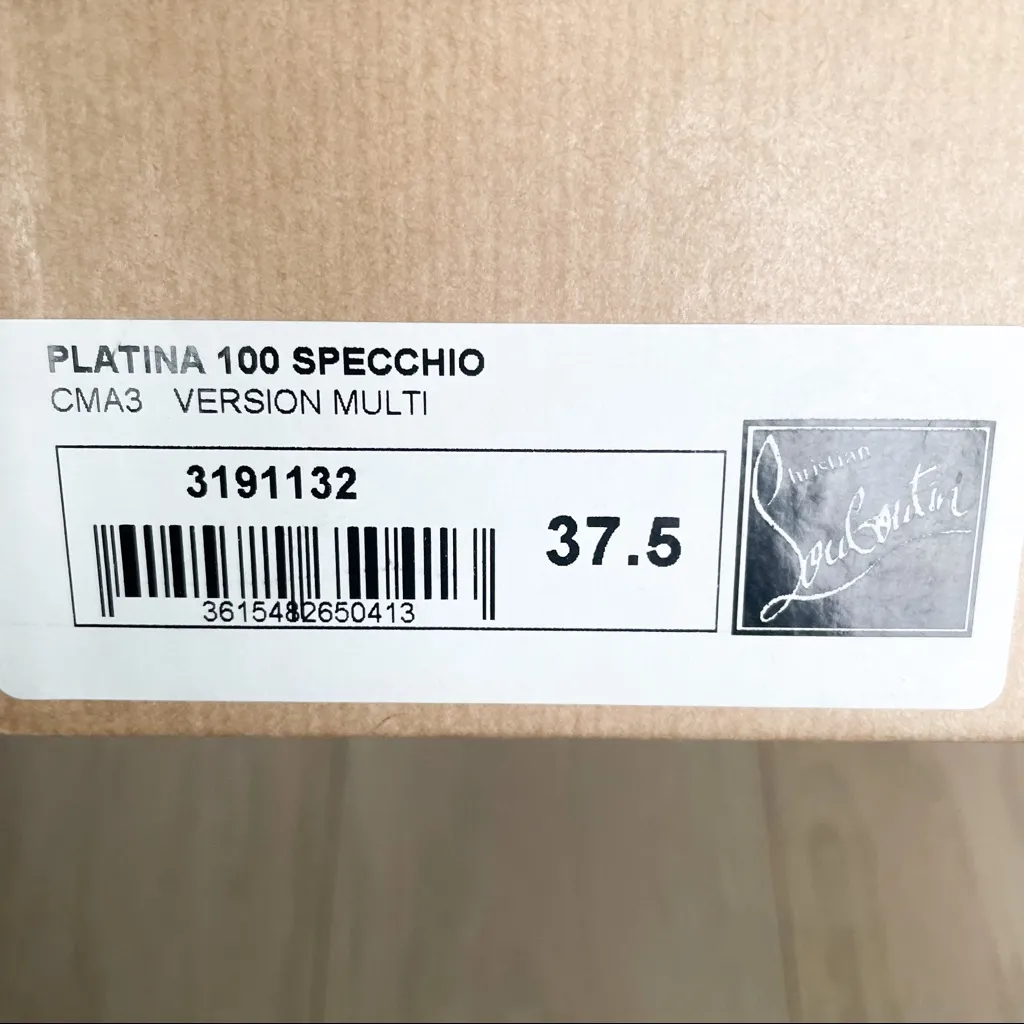 PLATINA 100 SPECCHIO
CMA3 VERSION MULTI
3191132
37.5
3615482650413
Christian
Louboutin